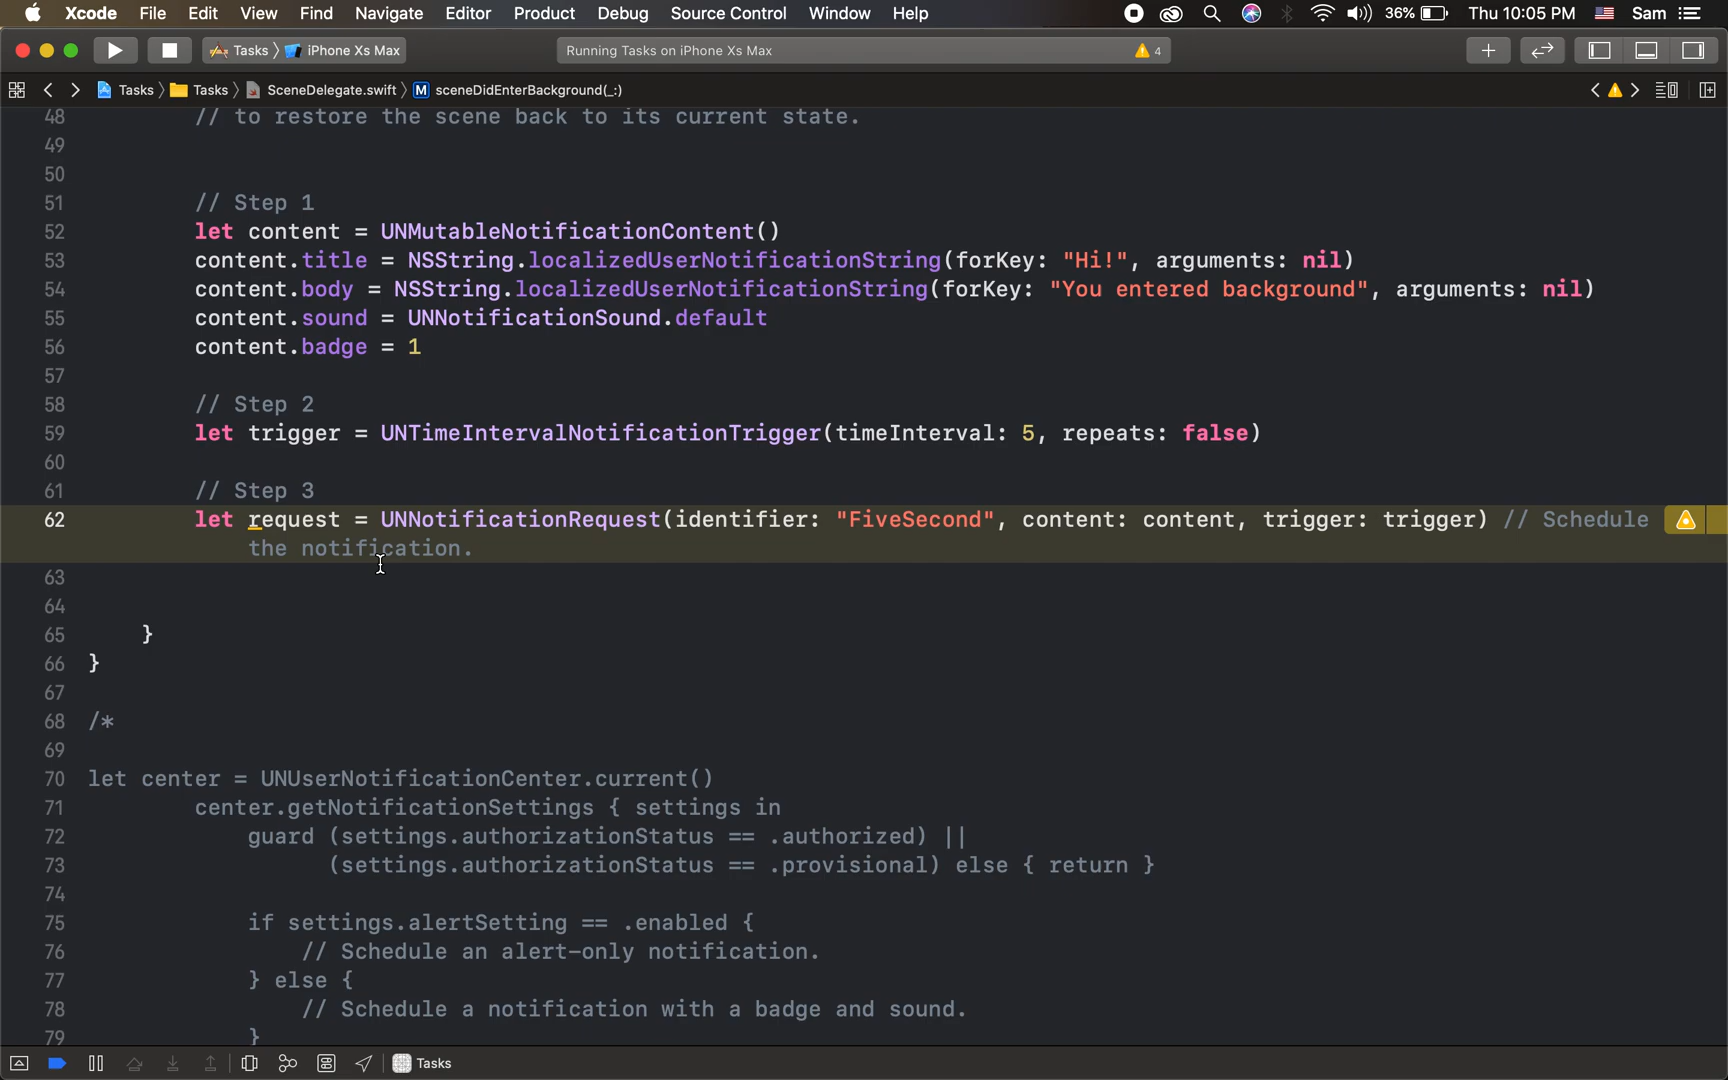 Xcode File Edit View Find Navigate Editor Product Debug Source Control Window Help 36% Thu 10:05 PM Sam
Tasks iPhone Xs Max Running Tasks on iPhone Xs Max 4
Tasks Tasks SceneDelegate.swift M sceneDidEnterBackground(_:)
48 // to restore the scene back to its current state.
49
50
51 // Step 1
52 let content = UNMutableNotificationContent()
53 content.title = NSString.localizedUserNotificationString(forKey: "Hi!", arguments: nil)
54 content.body = NSString.localizedUserNotificationString(forKey: "You entered background", arguments: nil)
55 content.sound = UNNotificationSound.default
56 content.badge = 1
57
58 // Step 2
59 let trigger = UNTimeIntervalNotificationTrigger(timeInterval: 5, repeats: false)
60
61 // Step 3
62 let request = UNNotificationRequest(identifier: "FiveSecond", content: content, trigger: trigger) // Schedule
the notification.
63
64
65 }
66 }
67
68 /*
69
70 let center = UNUserNotificationCenter.current()
71 center.getNotificationSettings { settings in
72 guard (settings.authorizationStatus == .authorized) ||
73 (settings.authorizationStatus == .provisional) else { return }
74
75 if settings.alertSetting == .enabled {
76 // Schedule an alert-only notification.
77 } else {
78 // Schedule a notification with a badge and sound.
79 }
Tasks